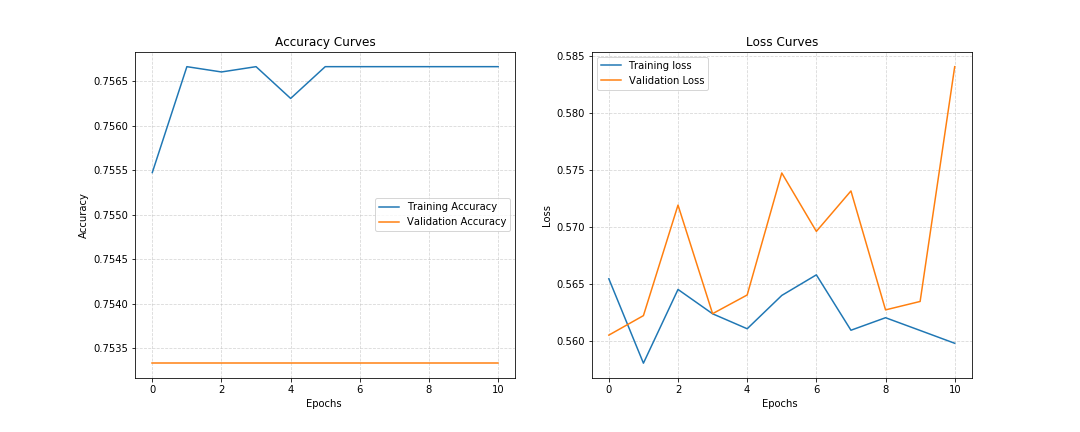 Accuracy Curves
0.7565
0.7560
0.7555
0.7550
0.7545
0.7540
0.7535
Accuracy
Training Accuracy
Validation Accuracy
0 2 4 6 8 10
Epochs
Loss Curves
Training loss
Validation Loss
0.585
0.580
0.575
0.570
0.565
0.560
Loss
0 2 4 6 8 10
Epochs